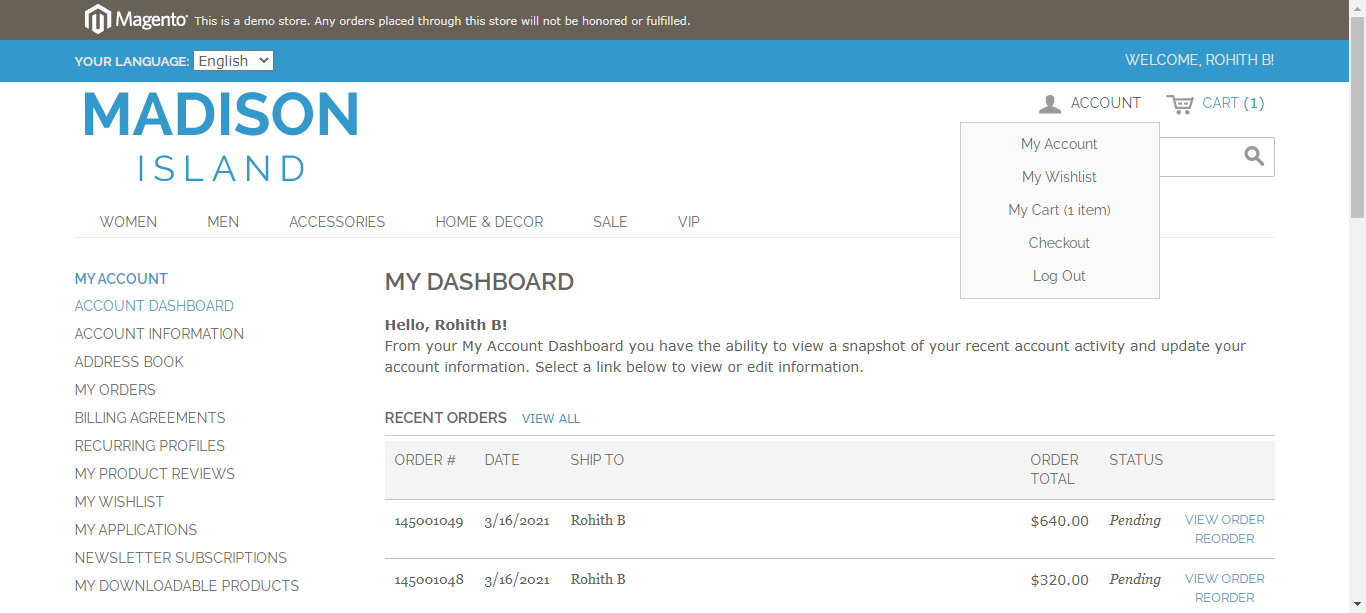 Magento® This is a demo store. Any orders placed through this store will not be honored or fulfilled.
YOUR LANGUAGE: English WELCOME, ROHITH B!
MADISON
ISLAND
ACCOUNT CART (1)
My Account
My Wishlist
My Cart (1 item)
Checkout
Log Out
WOMEN MEN ACCESSORIES HOME & DECOR SALE VIP
MY ACCOUNT
ACCOUNT DASHBOARD
ACCOUNT INFORMATION
ADDRESS BOOK
MY ORDERS
BILLING AGREEMENTS
RECURRING PROFILES
MY PRODUCT REVIEWS
MY WISHLIST
MY APPLICATIONS
NEWSLETTER SUBSCRIPTIONS
MY DOWNLOADABLE PRODUCTS
MY DASHBOARD
Hello, Rohith B!
From your My Account Dashboard you have the ability to view a snapshot of your recent account activity and update your
account information. Select a link below to view or edit information.
RECENT ORDERS VIEW ALL
ORDER # DATE SHIP TO ORDER TOTAL STATUS
145001049 3/16/2021 Rohith B $640.00 Pending VIEW ORDER
REORDER
145001048 3/16/2021 Rohith B $320.00 Pending VIEW ORDER
REORDER